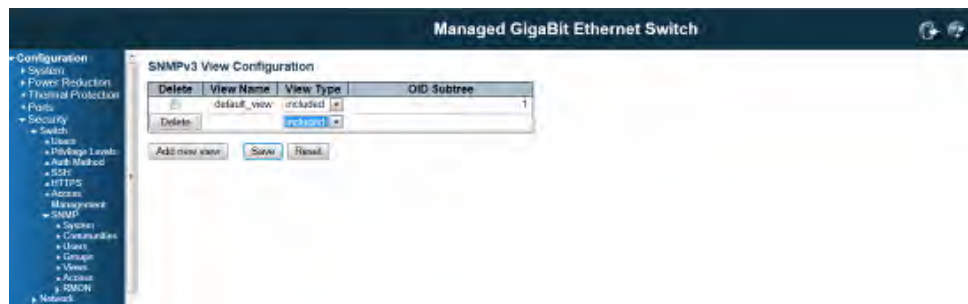 Managed GigaBit Ethernet Switch
Configuration
System
Power Reduction
Thermal Protection
Ports
Security
Switch
Users
Privilege Levels
Auth Method
SSH
HTTPS
Access
Management
SNMP
System
Communities
Users
Groups
Views
Access
RMON
Network
SNMPv3 View Configuration
Delete View Name View Type OID Subtree
default_view included 1
Delete included
Add new view Save Reset